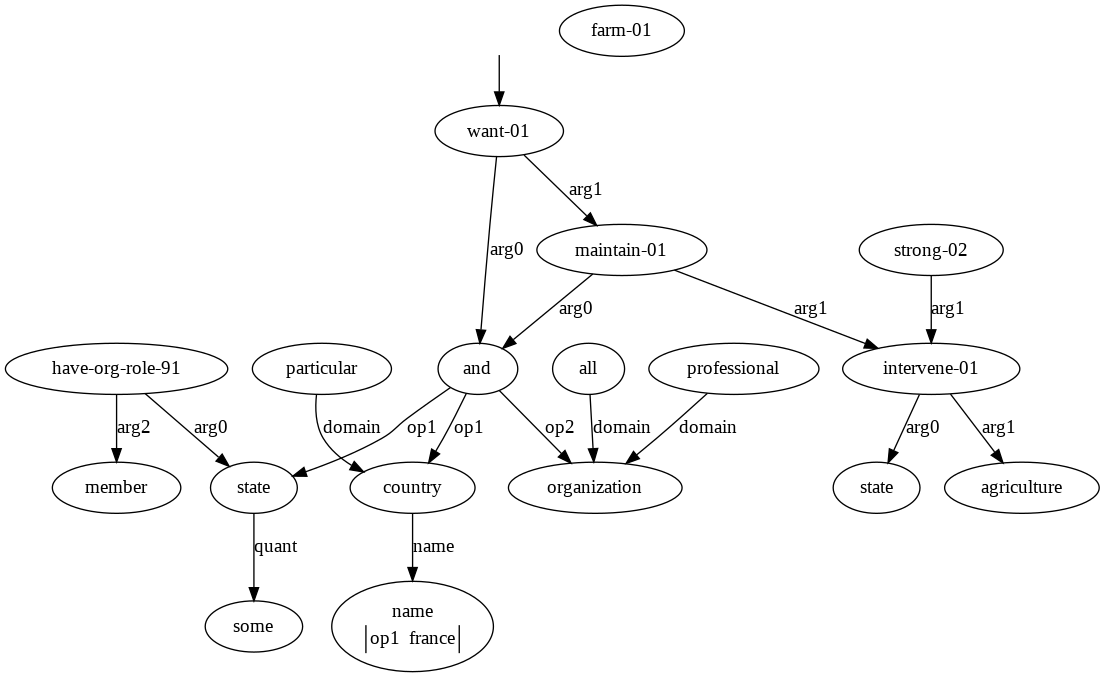 farm-01
want-01
arg1
arg0
maintain-01
strong-02
arg0
arg1
arg1
have-org-role-91
particular
and
all
professional
intervene-01
arg2
arg0
domain
op1
op1
op2
domain
domain
arg0
arg1
member
state
country
organization
state
agriculture
quant
name
some
name
op1 france